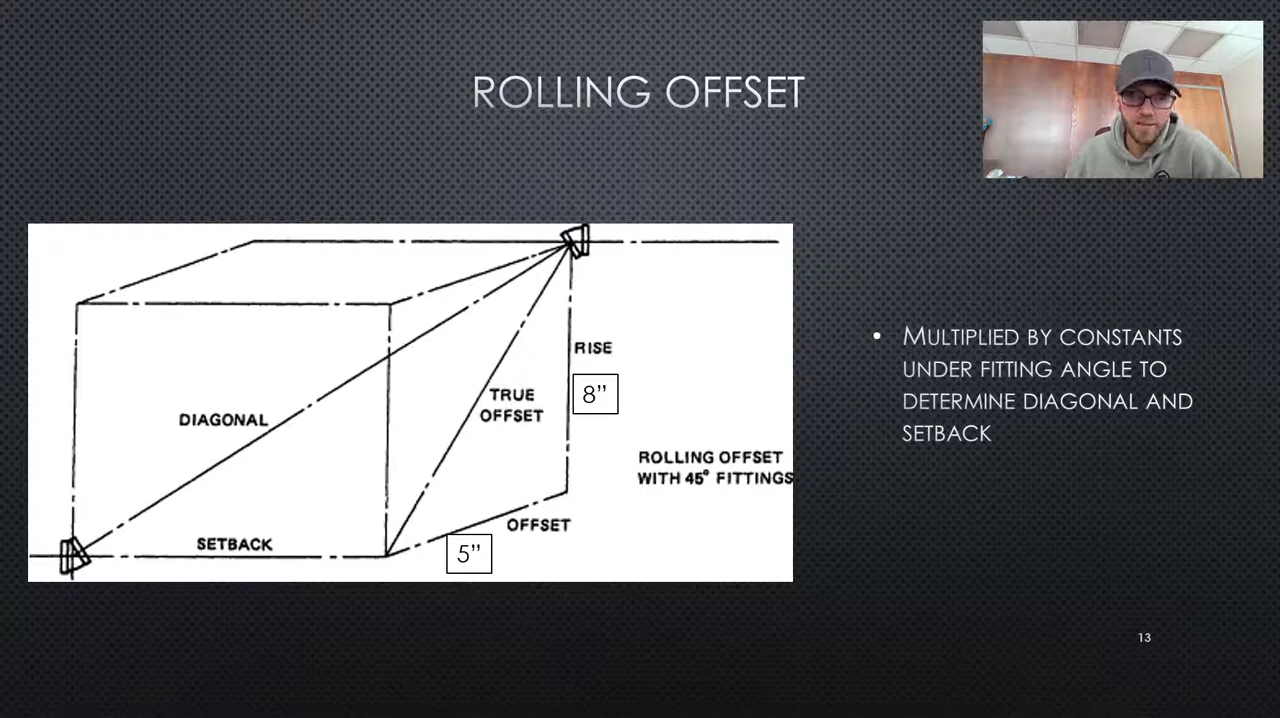 ROLLING OFFSET
RISE
8”
TRUE
OFFSET
DIAGONAL
ROLLING OFFSET
WITH 45° FITTINGS
OFFSET
SETBACK
5”
• MULTIPLIED BY CONSTANTS
UNDER FITTING ANGLE TO
DETERMINE DIAGONAL AND
SETBACK
13